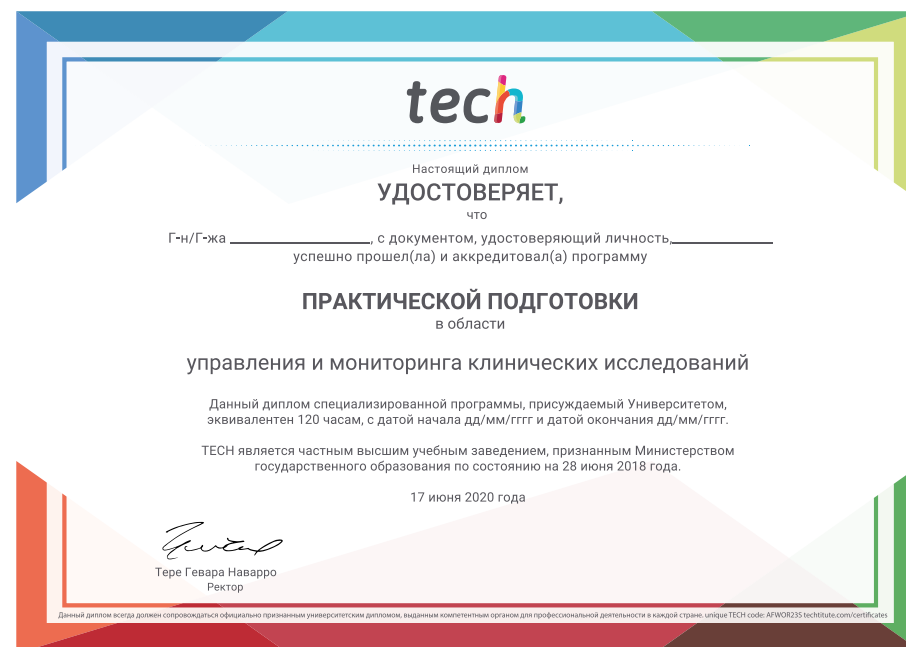 tech
Настоящий диплом
УДОСТОВЕРЯЕТ,
что
Г-н/Г-жа ____________________, с документом, удостоверяющий личность,______________
успешно прошел(ла) и аккредитовал(а) программу
ПРАКТИЧЕСКОЙ ПОДГОТОВКИ
в области
управления и мониторинга клинических исследований
Данный диплом специализированной программы, присуждаемый Университетом,
эквивалентен 120 часам, с датой начала дд/мм/гггг и датой окончания дд/мм/гггг.
TECH является частным высшим учебным заведением, признанным Министерством
государственного образования по состоянию на 28 июня 2018 года.
17 июня 2020 года
Тере Гевара Наварро
Ректор
Данный диплом всегда должен сопровождаться официально признанным университетским дипломом, выданным компетентным органом для профессиональной деятельности в каждой стране. unique TECH code: AFWOR23S techtitute.com/certificates